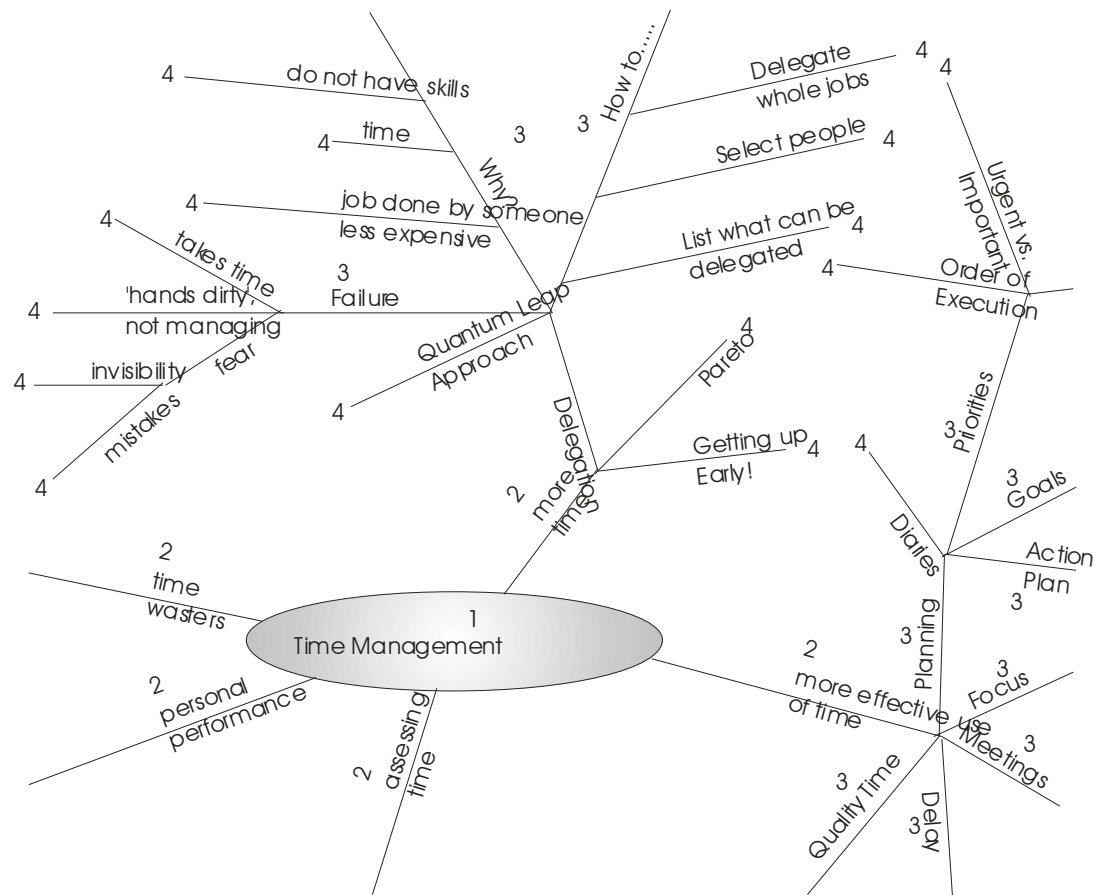 How to.....
Delegate
whole jobs
4
4
do not have skills
4
time
4
3
3
Select people
4
Why?
Urgent vs.
Important
job done by someone
less expensive
4
List what can be
delegated
4
takes time
4
3
Failure
'hands dirty',
not managing
4
fear
invisibility
4
mistakes
4
Quantum Leap
Approach
4
Order of
Execution
4
Pareto
4
Getting up
Early!
4
Delegation
2
more
time
Priorities
3
Diaries
4
3
Goals
Action
Plan
3
Planning
3
2
time
wasters
1
Time Management
2
personal
performance
2
assessing
time
2
more effective use
of time
3
Focus
3
Meetings
3
Quality Time
3
Delay